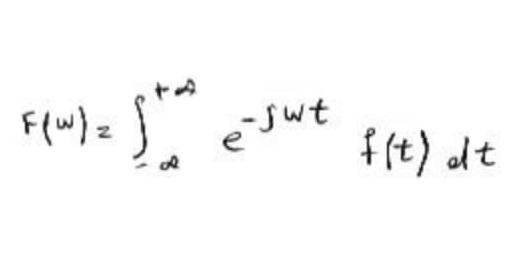 F(w) = ∫_{-∞}^{+∞} e^{-jwt} f(t) dt